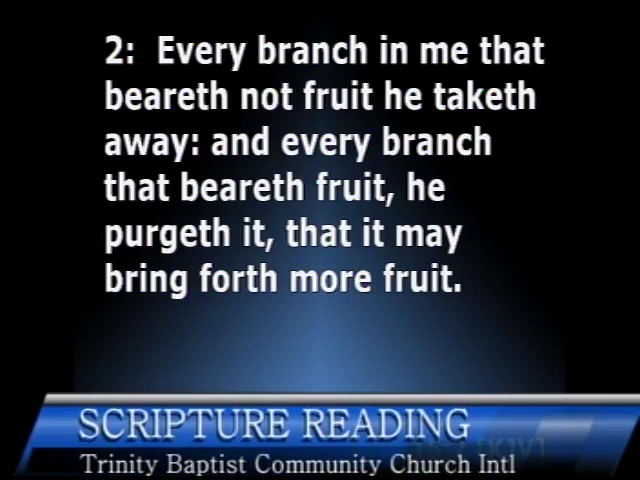 2: Every branch in me that
beareth not fruit he taketh
away: and every branch
that beareth fruit, he
purgeth it, that it may
bring forth more fruit.
SCRIPTURE READING
Trinity Baptist Community Church Intl